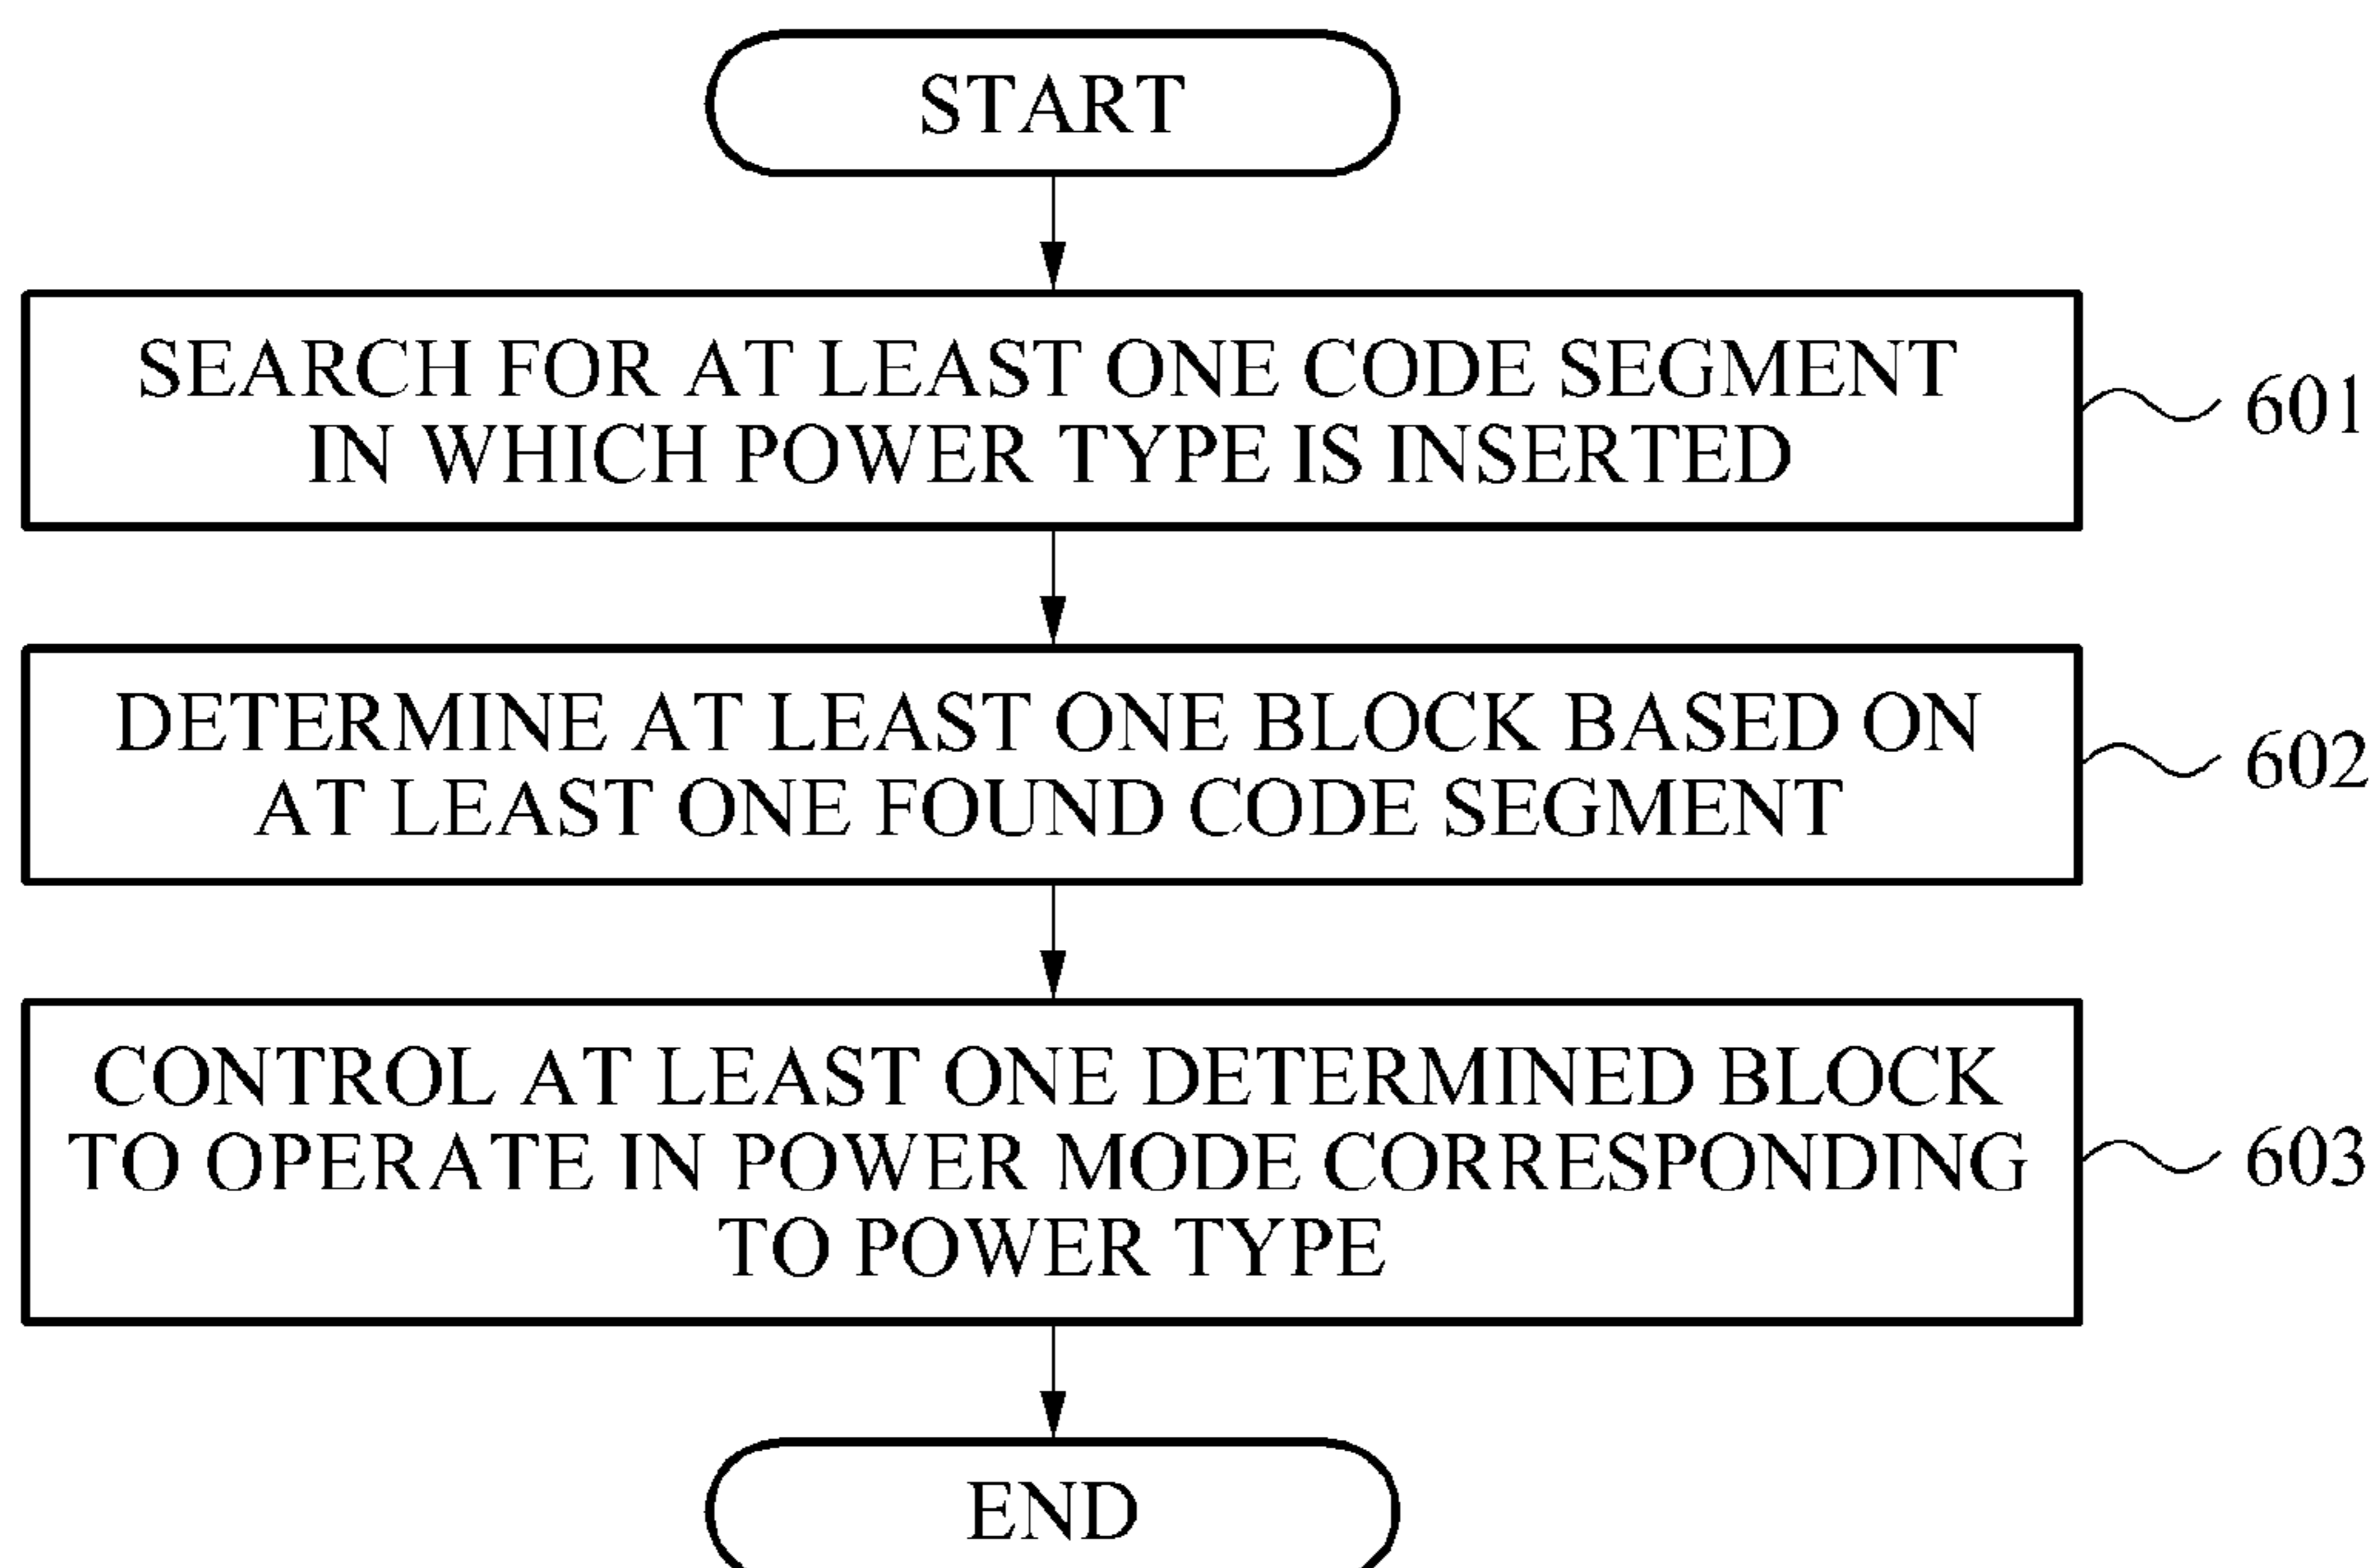 START
SEARCH FOR AT LEAST ONE CODE SEGMENT
IN WHICH POWER TYPE IS INSERTED
601
DETERMINE AT LEAST ONE BLOCK BASED ON
AT LEAST ONE FOUND CODE SEGMENT
602
CONTROL AT LEAST ONE DETERMINED BLOCK
TO OPERATE IN POWER MODE CORRESPONDING
TO POWER TYPE
603
END